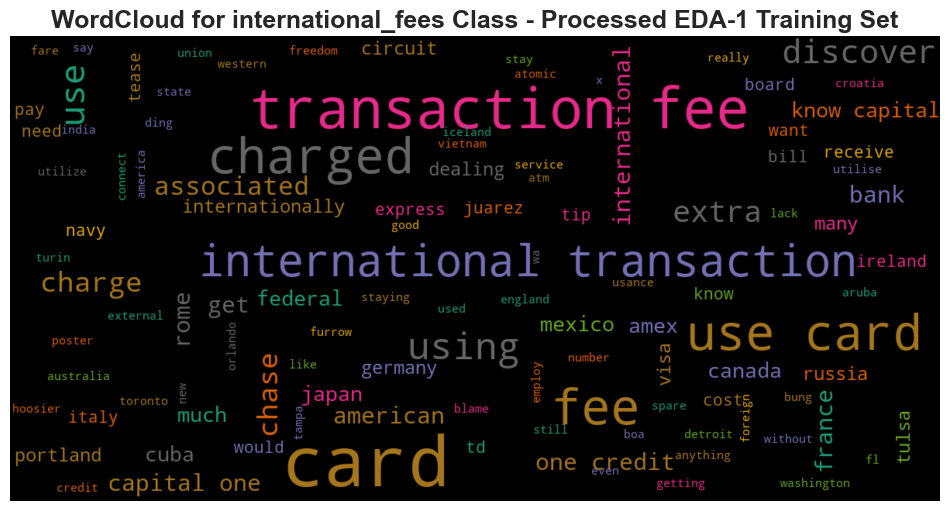 WordCloud for international_fees Class - Processed EDA-1 Training Set
fare
say
union
western
freedom
circuit
stay
really
discover
tease
use
state
atomic
x
board
croatia
pay
transaction fee
international
know capital
need
india
ding
iceland
vietnam
want
charged
dealing
service
atm
bill
receive
utilize
connect
america
associated
utilise
internationally
express
juarez
tip
extra
lack
bank
navy
good
many
turin
international transaction
wa
ireland
charge
usance
rome
get
federal
staying
used
england
know
aruba
external
orlando
furrow
mexico
amex
use card
poster
using
number
visa
australia
like
germany
canada
russia
chase
new
japan
employ
fee
spare
cost
bung
hoosier
toronto
italy
much
tampa
american
blame
foreign
france
tulsa
portland
cuba
would
card
td
still
boa
detroit
without
one credit
anything
even
fl
credit
capital one
getting
washington